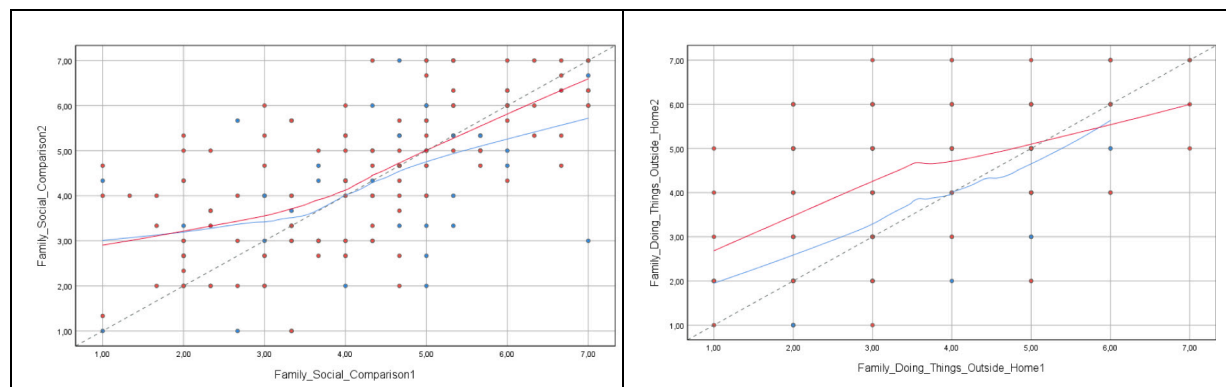 7,00
6,00
5,00
4,00
3,00
2,00
1,00
Family_Social_Comparison2
1,00 2,00 3,00 4,00 5,00 6,00 7,00
Family_Social_Comparison1
7,00
6,00
5,00
4,00
3,00
2,00
1,00
Family_Doing_Things_Outside_Home2
1,00 2,00 3,00 4,00 5,00 6,00 7,00
Family_Doing_Things_Outside_Home1